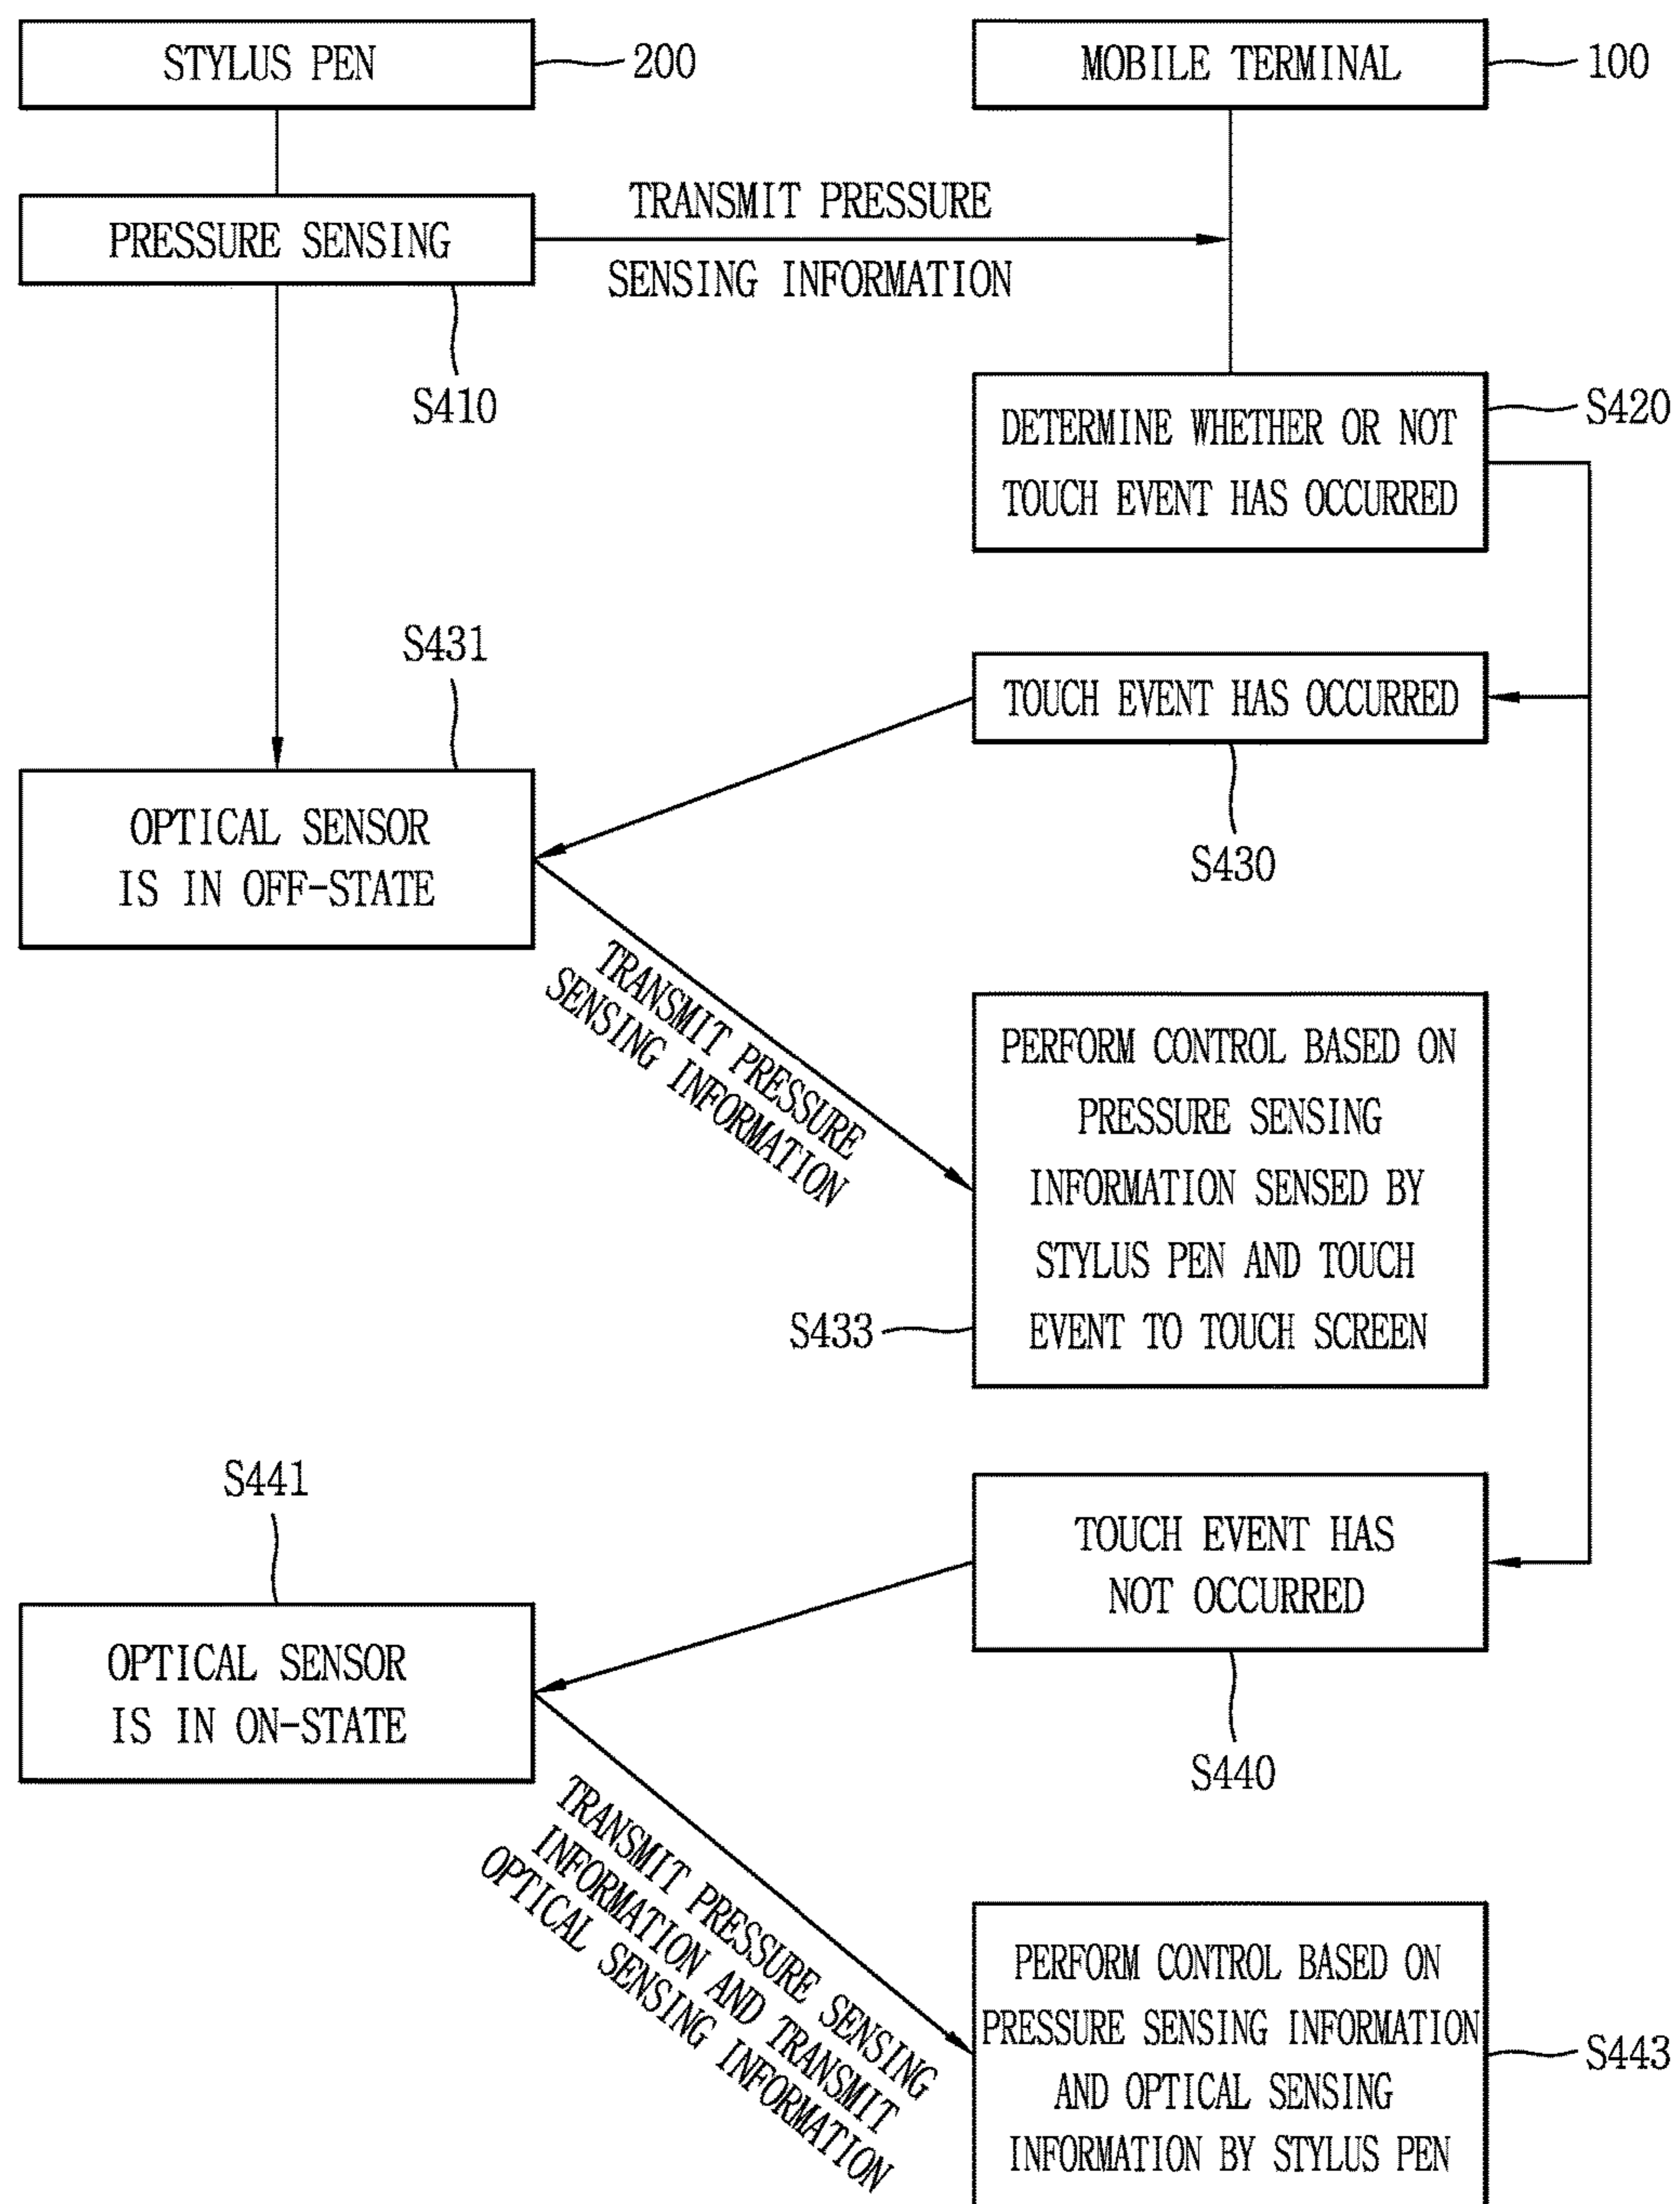 STYLUS PEN
200
MOBILE TERMINAL
100
PRESSURE SENSING
TRANSMIT PRESSURE
SENSING INFORMATION
S410
DETERMINE WHETHER OR NOT
TOUCH EVENT HAS OCCURRED
S420
S431
TOUCH EVENT HAS OCCURRED
S430
OPTICAL SENSOR
IS IN OFF-STATE
TRANSMIT PRESSURE
SENSING INFORMATION
PERFORM CONTROL BASED ON
PRESSURE SENSING
INFORMATION SENSED BY
STYLUS PEN AND TOUCH
EVENT TO TOUCH SCREEN
S433
S441
TOUCH EVENT HAS
NOT OCCURRED
S440
OPTICAL SENSOR
IS IN ON-STATE
TRANSMIT PRESSURE SENSING
INFORMATION AND TRANSMIT
OPTICAL SENSING INFORMATION
PERFORM CONTROL BASED ON
PRESSURE SENSING INFORMATION
AND OPTICAL SENSING
INFORMATION BY STYLUS PEN
S443